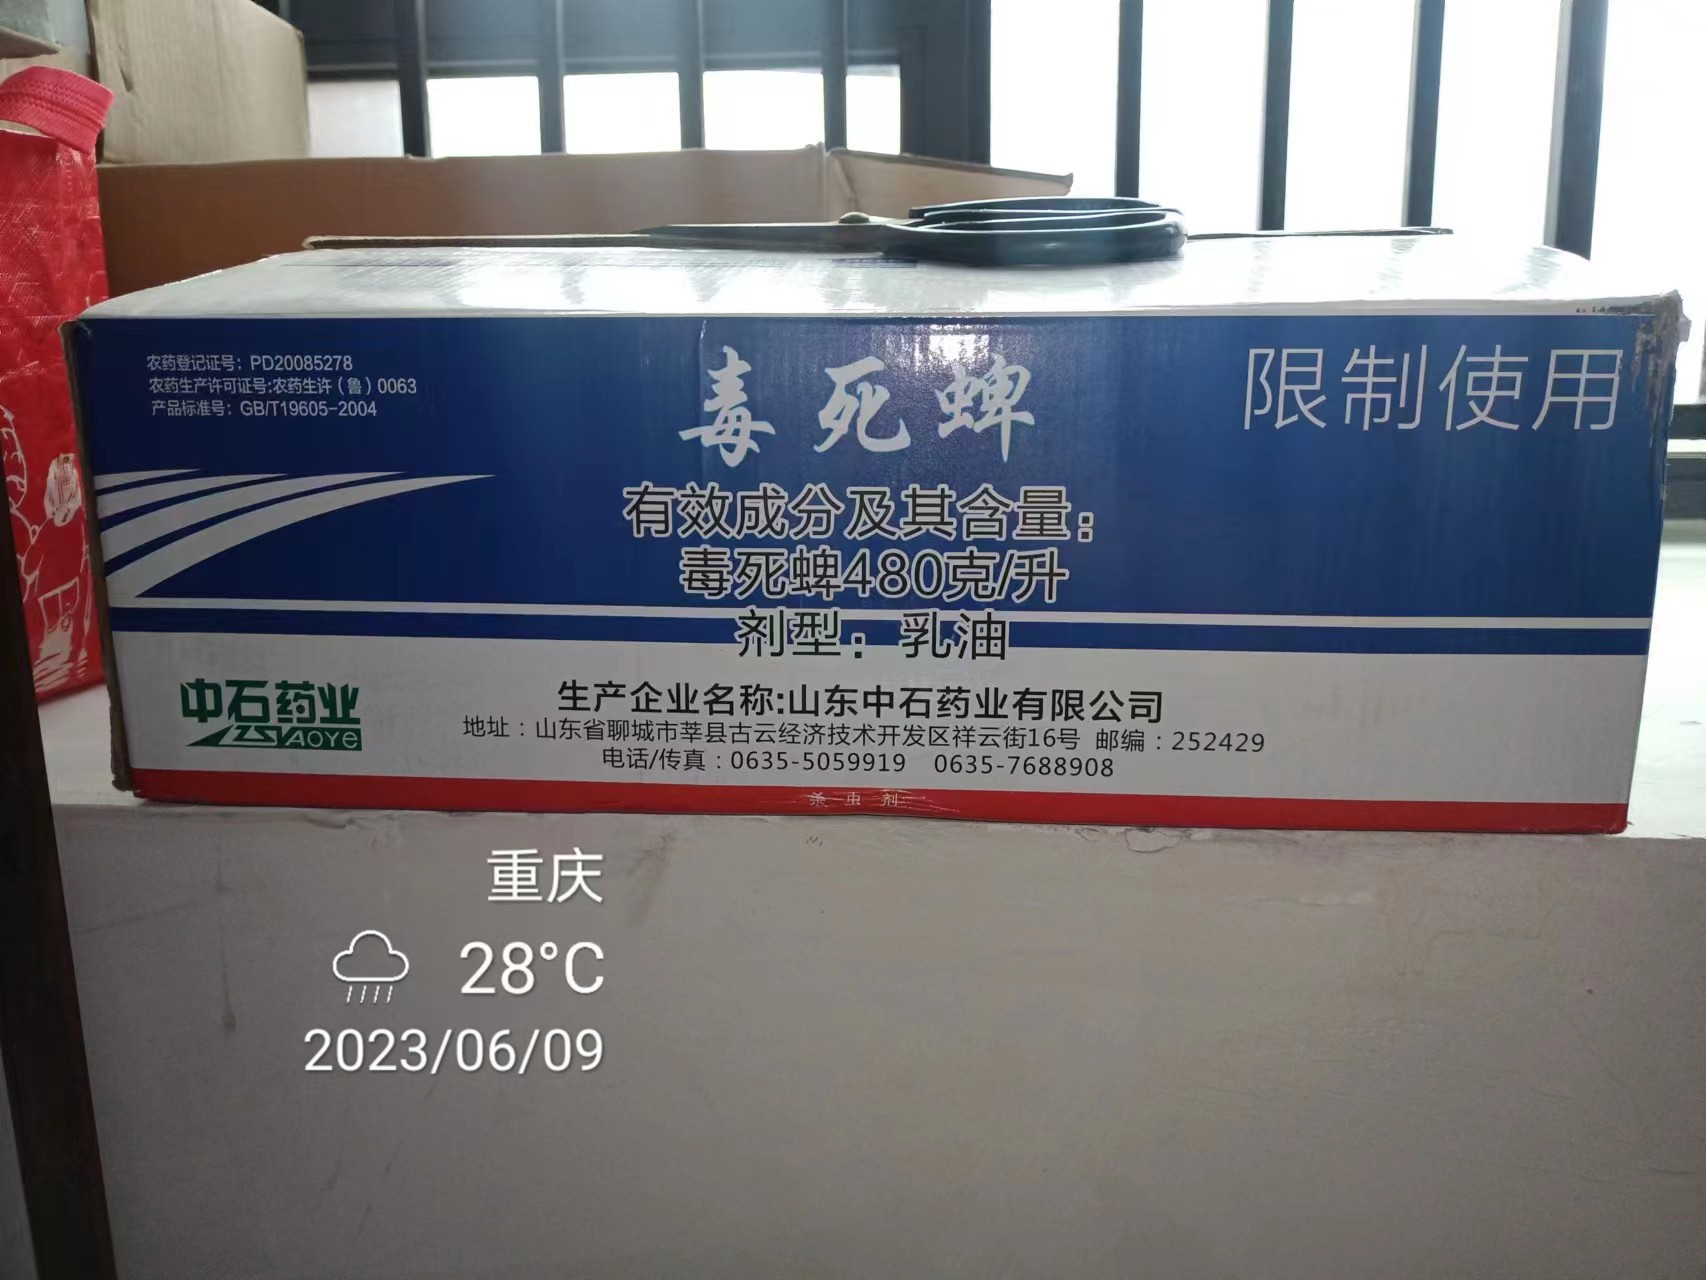 农药登记证号：PD20085278
农药生产许可证号:农药生许（鲁）0063
产品标准号：GB/T19605-2004
毒死蜱
限制使用
有效成分及其含量：
毒死蜱480克/升
剂型：乳油
中石药业
YAOYE
生产企业名称:山东中石药业有限公司
地址：山东省聊城市莘县古云经济技术开发区祥云街16号 邮编：252429
电话/传真：0635-5059919 0635-7688908
杀虫剂
重庆
28°C
2023/06/09